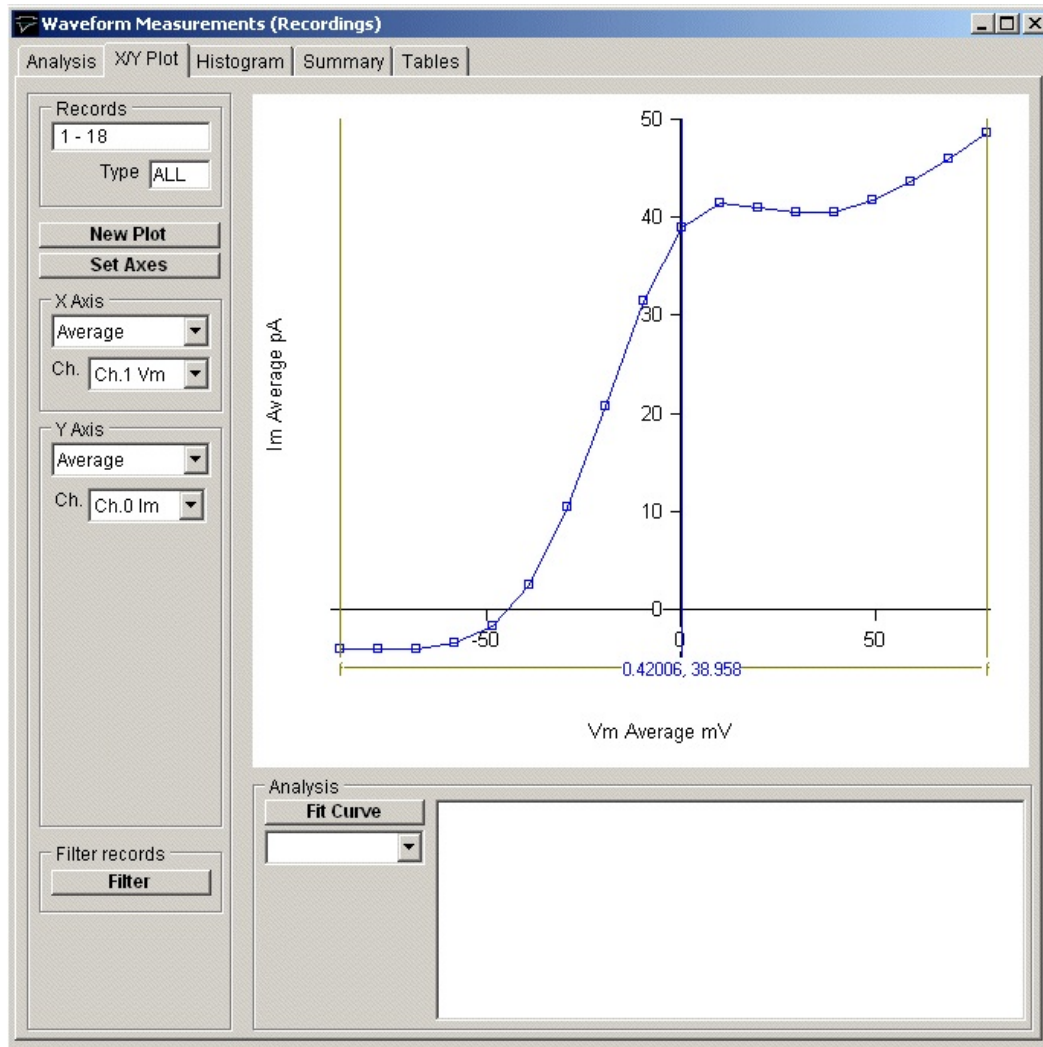 Waveform Measurements (Recordings)
Analysis X/Y Plot Histogram Summary Tables
Records
1 - 18
Type ALL
New Plot
Set Axes
X Axis
Average
Ch. Ch.1 Vm
Y Axis
Average
Ch. Ch.0 Im
Filter records
Filter
50
40
30
20
10
0
-50 0 50
Im Average pA
0.42006, 38.958
Vm Average mV
Analysis
Fit Curve